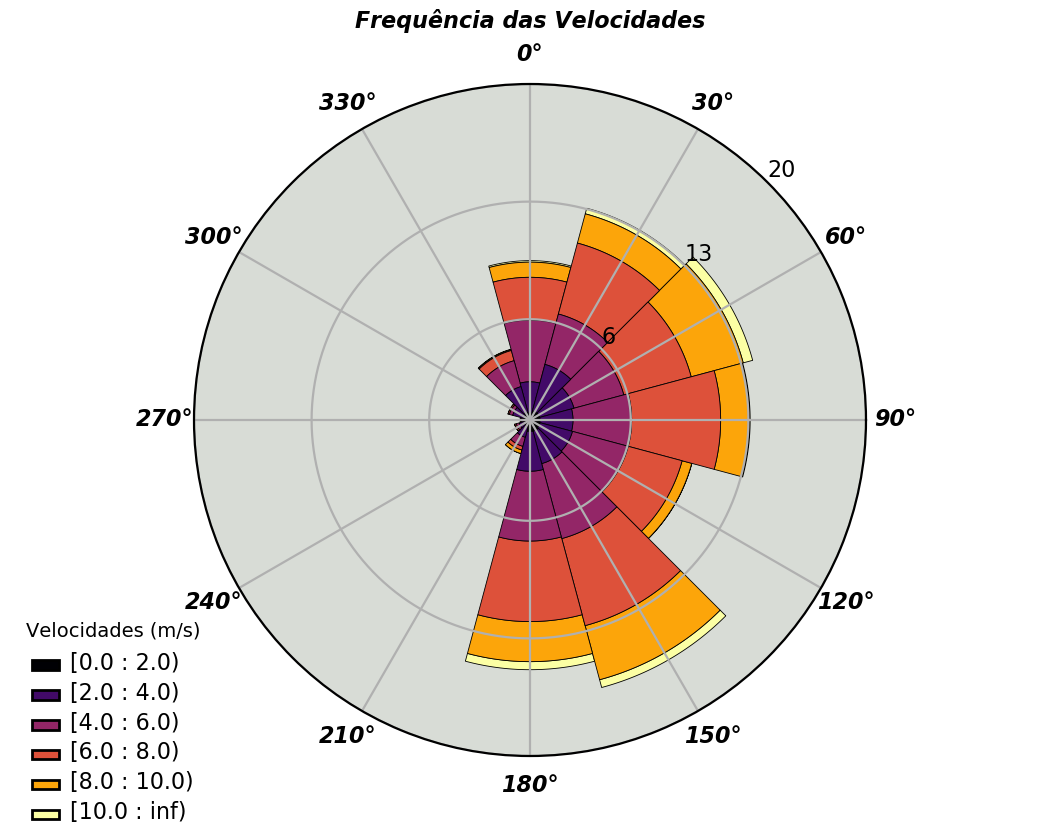 Frequência das Velocidades
0°
330°
30°
20
300°
60°
13
6
270°
90°
240°
120°
Velocidades (m/s)
[0.0 : 2.0)
[2.0 : 4.0)
[4.0 : 6.0)
[6.0 : 8.0)
[8.0 : 10.0)
[10.0 : inf)
210°
150°
180°